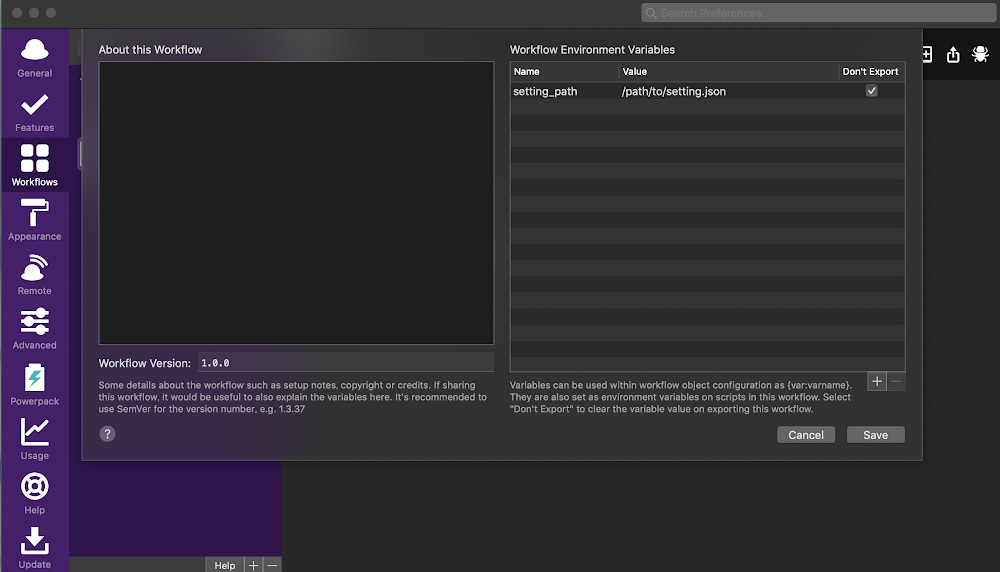 Search Preferences
General
Features
Workflows
Appearance
Remote
Advanced
Powerpack
Usage
Help
Update
About this Workflow
Workflow Version: 1.0.0
Some details about the workflow such as setup notes, copyright or credits. If sharing
this workflow, it would be useful to also explain the variables here. It's recommended to
use SemVer for the version number, e.g. 1.3.37
?
Workflow Environment Variables
Name Value Don't Export
setting_path /path/to/setting.json
+ −
Variables can be used within workflow object configuration as {var:varname}.
They are also set as environment variables on scripts in this workflow. Select
"Don't Export" to clear the variable value on exporting this workflow.
Cancel Save
Help + −